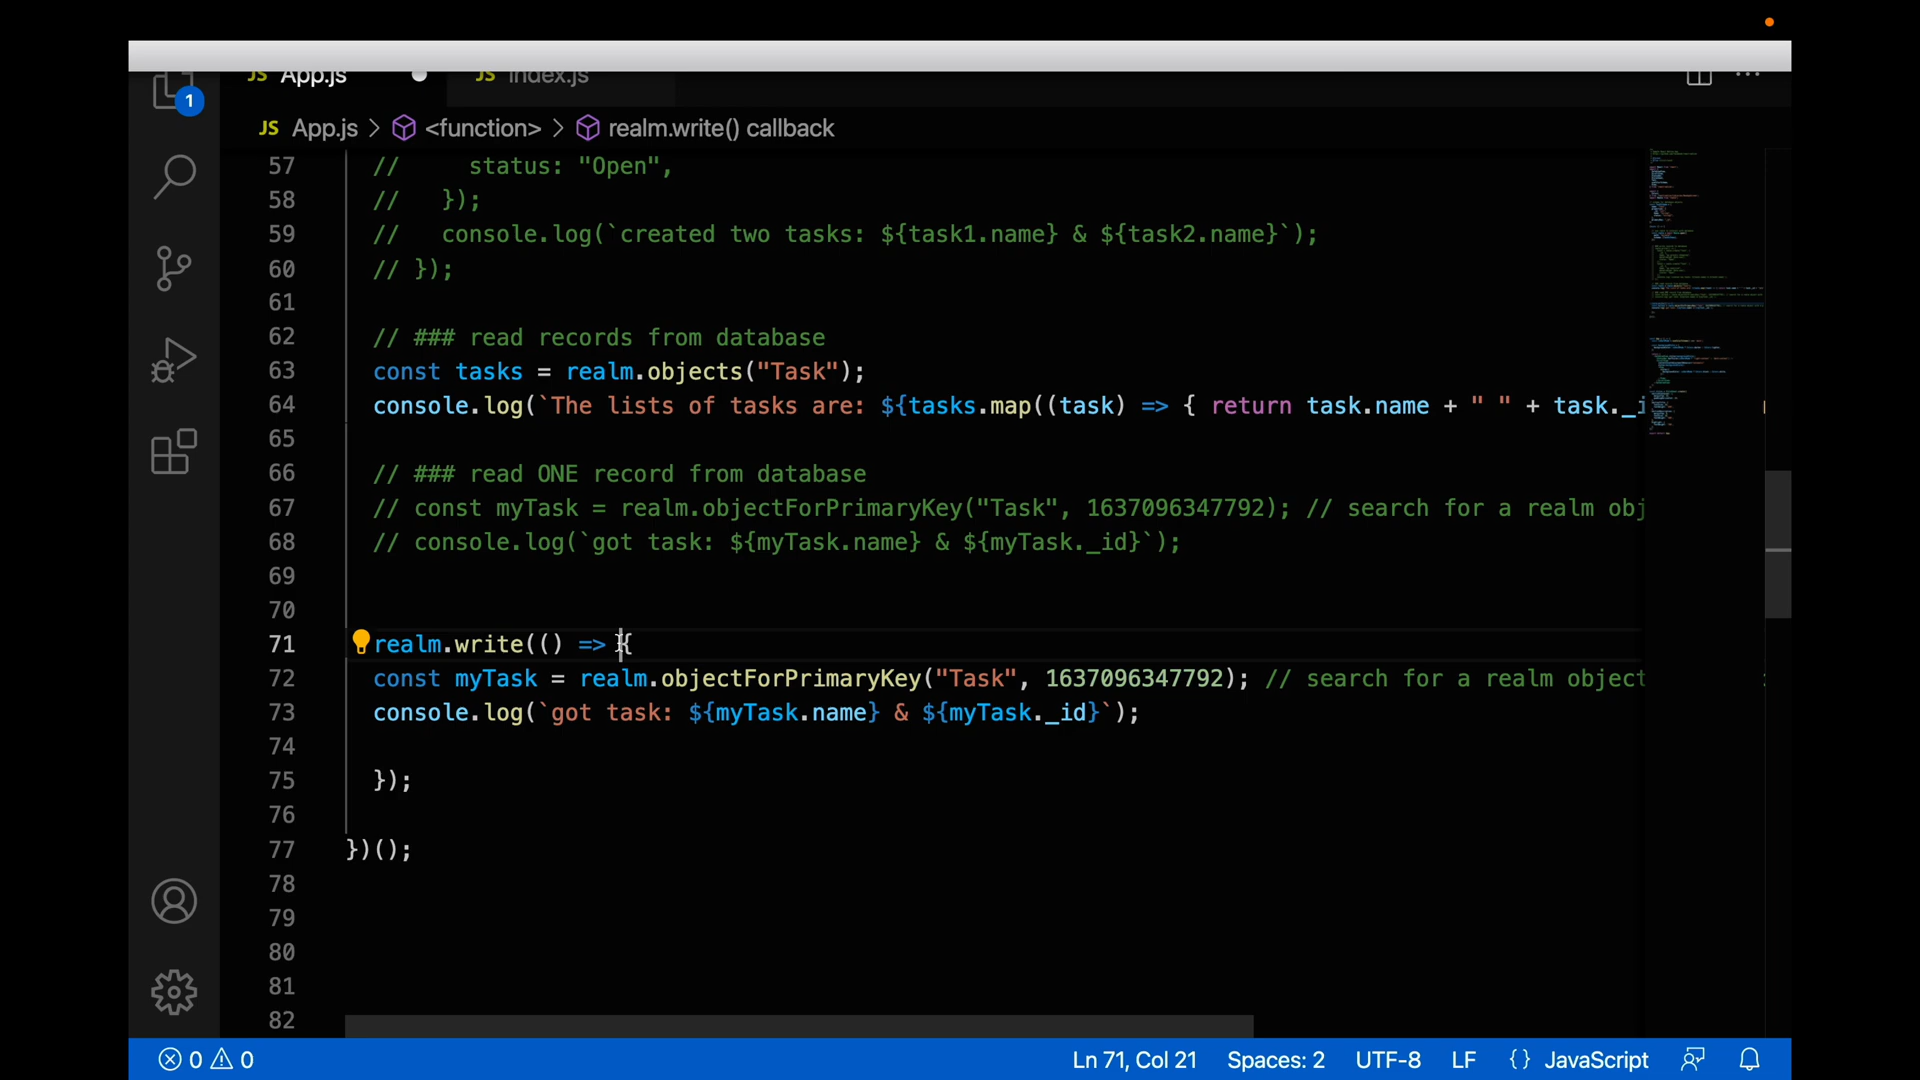 JS App.js JS index.js ...
1
JS App.js > <function> > realm.write() callback
57 // status: "Open",
58 // });
59 // console.log(`created two tasks: ${task1.name} & ${task2.name}`);
60 // });
61
62 // ### read records from database
63 const tasks = realm.objects("Task");
64 console.log(`The lists of tasks are: ${tasks.map((task) => { return task.name + " " + task._i
65
66 // ### read ONE record from database
67 // const myTask = realm.objectForPrimaryKey("Task", 1637096347792); // search for a realm obj
68 // console.log(`got task: ${myTask.name} & ${myTask._id}`);
69
70
71 realm.write(() => {
72 const myTask = realm.objectForPrimaryKey("Task", 1637096347792); // search for a realm object
73 console.log(`got task: ${myTask.name} & ${myTask._id}`);
74
75 });
76
77 })();
78
79
80
81
82
0 0 Ln 71, Col 21 Spaces: 2 UTF-8 LF {} JavaScript